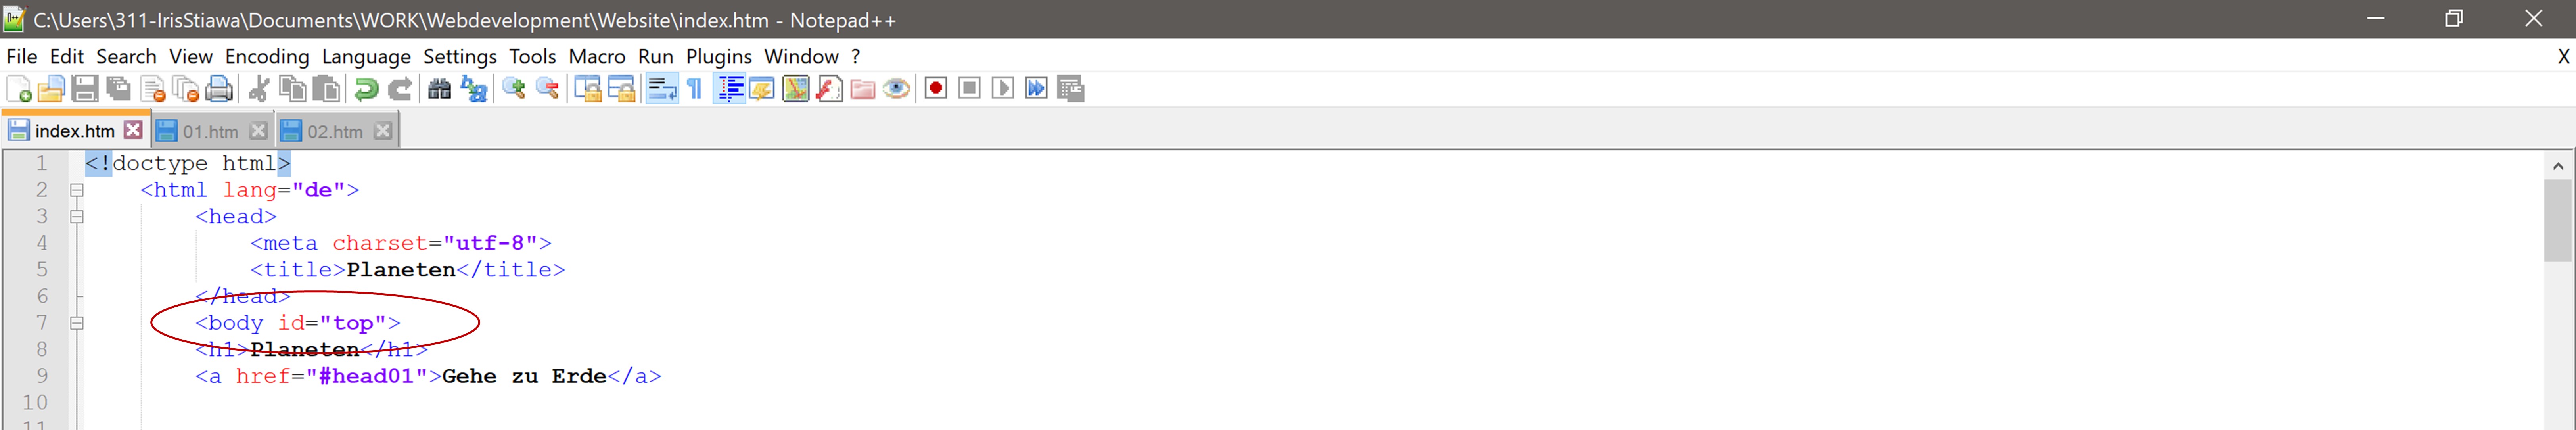 C:\Users\311-IrisStiawa\Documents\WORK\Webdevelopment\Website\index.htm - Notepad++
File Edit Search View Encoding Language Settings Tools Macro Run Plugins Window ? X
index.htm 01.htm 02.htm
1 <!doctype html>
2 <html lang="de">
3 <head>
4 <meta charset="utf-8">
5 <title>Planeten</title>
6 </head>
7 <body id="top">
8 <h1>Planeten</h1>
9 <a href="#head01">Gehe zu Erde</a>
10
11